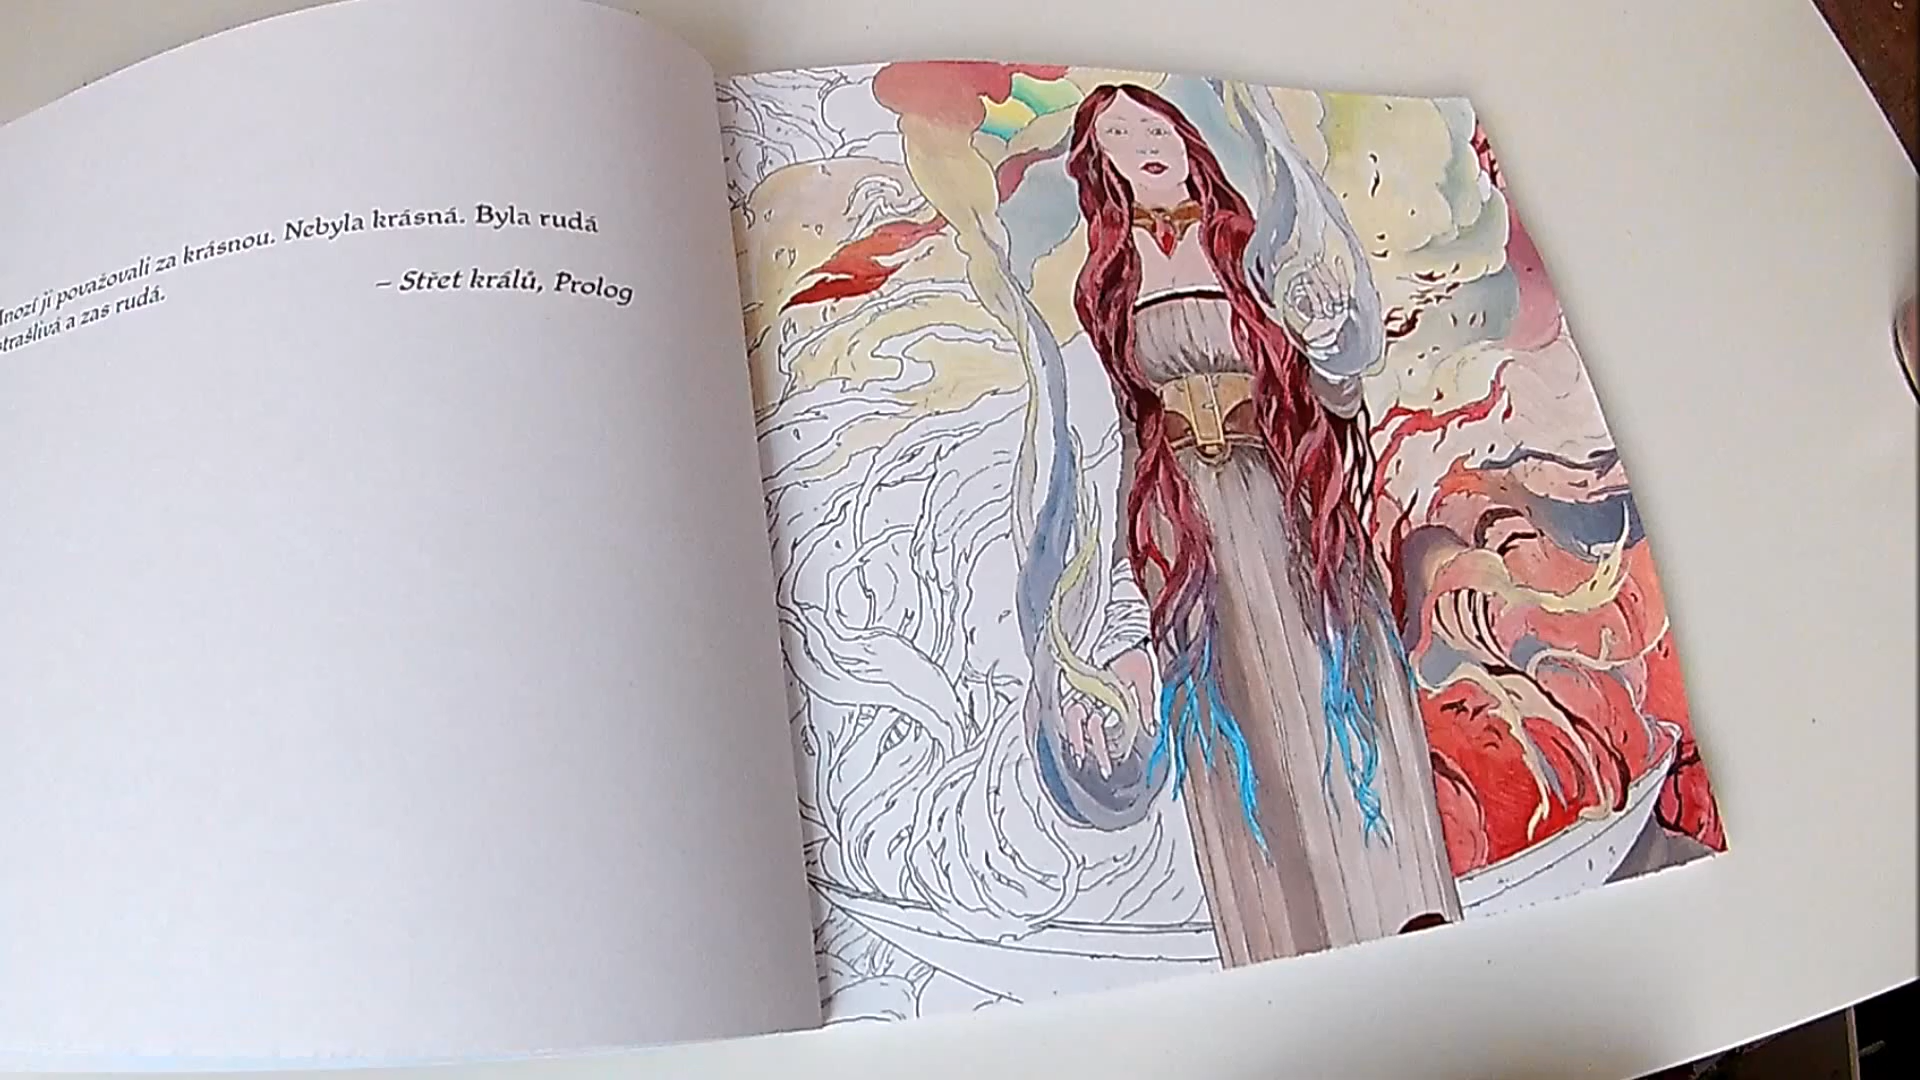 Mnozí ji považovali za krásnou. Nebyla krásná. Byla rudá
strašlivá a zas rudá.
– Střet králů, Prolog